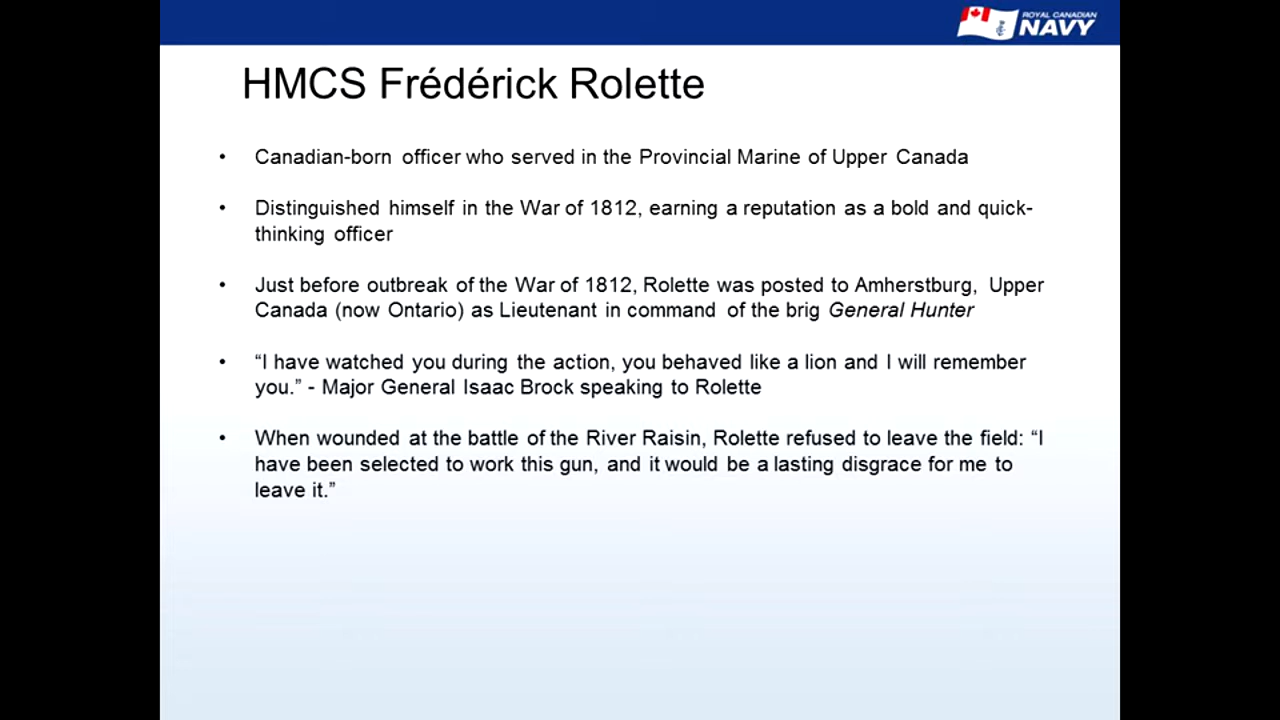 ROYAL CANADIAN
NAVY
HMCS Frédérick Rolette
• Canadian-born officer who served in the Provincial Marine of Upper Canada
• Distinguished himself in the War of 1812, earning a reputation as a bold and quick-
thinking officer
• Just before outbreak of the War of 1812, Rolette was posted to Amherstburg, Upper
Canada (now Ontario) as Lieutenant in command of the brig General Hunter
• “I have watched you during the action, you behaved like a lion and I will remember
you.” - Major General Isaac Brock speaking to Rolette
• When wounded at the battle of the River Raisin, Rolette refused to leave the field: “I
have been selected to work this gun, and it would be a lasting disgrace for me to
leave it.”